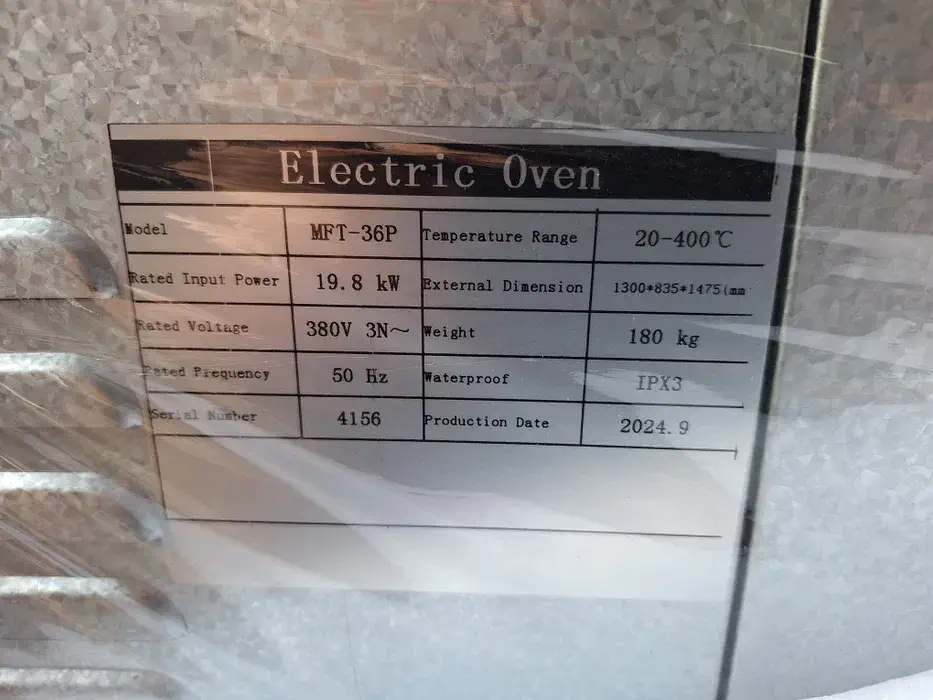 Electric Oven
Model MFT-36P Temperature Range 20-400℃
Rated Input Power 19.8 kW External Dimension 1300*835*1475(mm
Rated Voltage 380V 3N~ Weight 180 kg
Rated Frequency 50 Hz Waterproof IPX3
Serial Number 4156 Production Date 2024.9